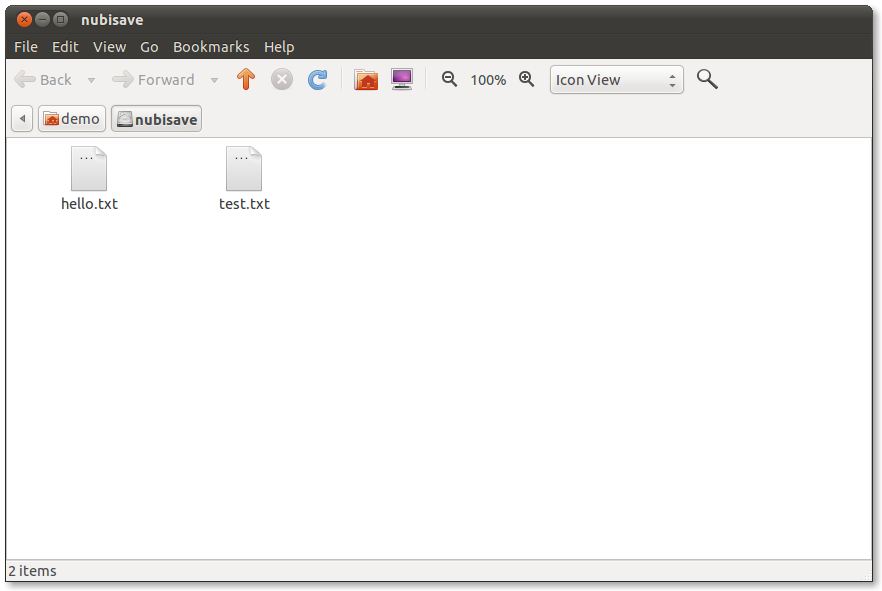 nubisave
File Edit View Go Bookmarks Help
Back Forward 100% Icon View
demo nubisave
... ...
hello.txt test.txt
2 items